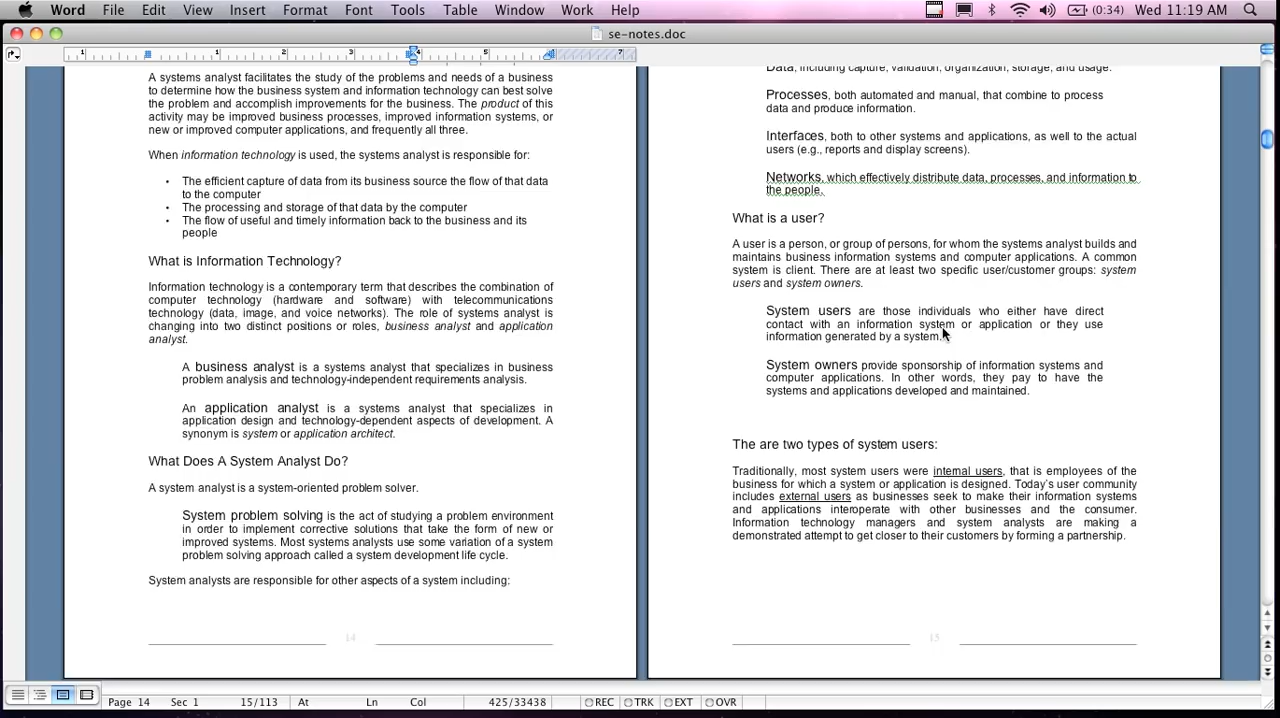 Word File Edit View Insert Format Font Tools Table Window Work Help (0:34) Wed 11:19 AM
se-notes.doc
1 1 2 3 4 5 7
A systems analyst facilitates the study of the problems and needs of a business
to determine how the business system and information technology can best solve
the problem and accomplish improvements for the business. The product of this
activity may be improved business processes, improved information systems, or
new or improved computer applications, and frequently all three.
When information technology is used, the systems analyst is responsible for:
• The efficient capture of data from its business source the flow of that data
to the computer
• The processing and storage of that data by the computer
• The flow of useful and timely information back to the business and its
people
What is Information Technology?
Information technology is a contemporary term that describes the combination of
computer technology (hardware and software) with telecommunications
technology (data, image, and voice networks). The role of systems analyst is
changing into two distinct positions or roles, business analyst and application
analyst.
A business analyst is a systems analyst that specializes in business
problem analysis and technology-independent requirements analysis.
An application analyst is a systems analyst that specializes in
application design and technology-dependent aspects of development. A
synonym is system or application architect.
What Does A System Analyst Do?
A system analyst is a system-oriented problem solver.
System problem solving is the act of studying a problem environment
in order to implement corrective solutions that take the form of new or
improved systems. Most systems analysts use some variation of a system
problem solving approach called a system development life cycle.
System analysts are responsible for other aspects of a system including:
14
Data, including capture, validation, organization, storage, and usage.
Processes, both automated and manual, that combine to process
data and produce information.
Interfaces, both to other systems and applications, as well to the actual
users (e.g., reports and display screens).
Networks, which effectively distribute data, processes, and information to
the people.
What is a user?
A user is a person, or group of persons, for whom the systems analyst builds and
maintains business information systems and computer applications. A common
system is client. There are at least two specific user/customer groups: system
users and system owners.
System users are those individuals who either have direct
contact with an information system or application or they use
information generated by a system.
System owners provide sponsorship of information systems and
computer applications. In other words, they pay to have the
systems and applications developed and maintained.
The are two types of system users:
Traditionally, most system users were internal users, that is employees of the
business for which a system or application is designed. Today's user community
includes external users as businesses seek to make their information systems
and applications interoperate with other businesses and the consumer.
Information technology managers and system analysts are making a
demonstrated attempt to get closer to their customers by forming a partnership.
15
Page 14 Sec 1 15/113 At Ln Col 425/33438 REC TRK EXT OVR